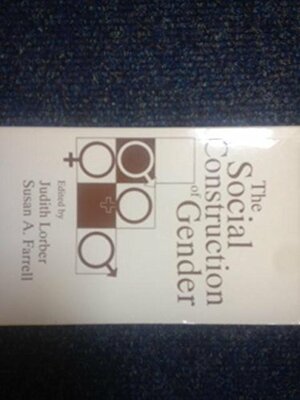 The
Social
Construction
of Gender
Edited by
Judith Lorber
Susan A. Farrell